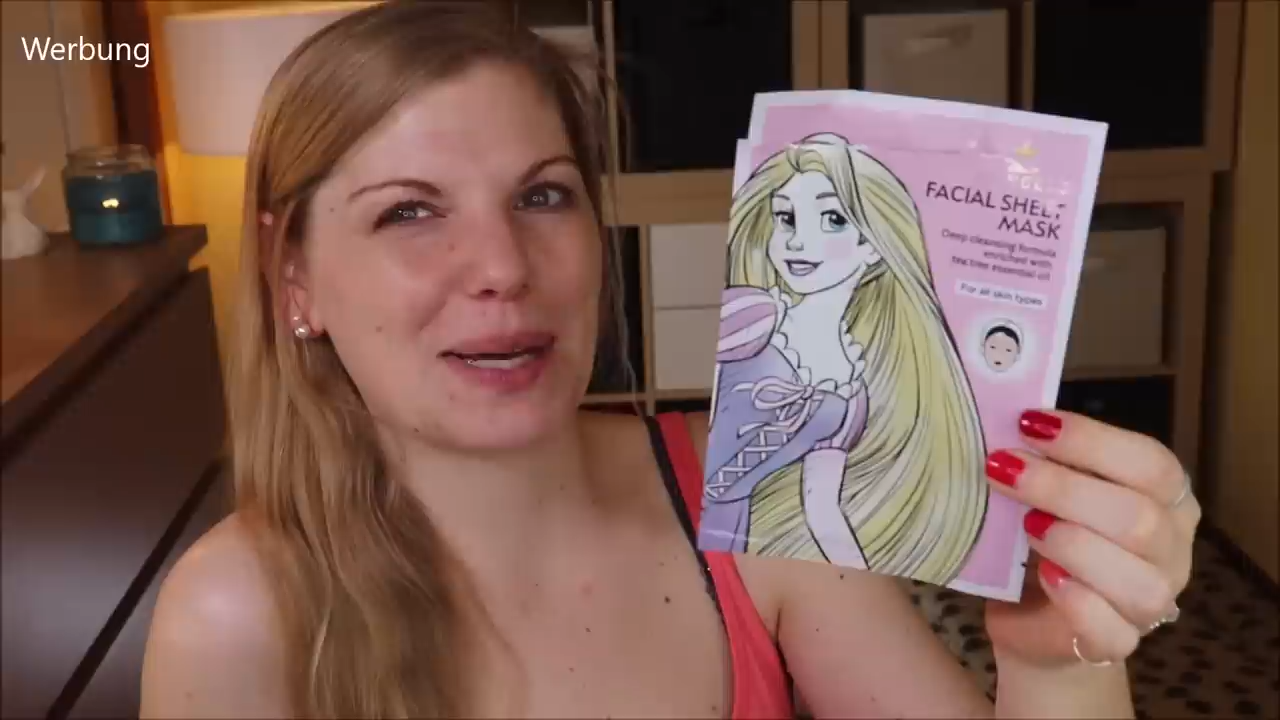 Werbung
FACIAL SHEET
MASK
Deep cleansing formula
enriched with
tea tree essential oil
For all skin types